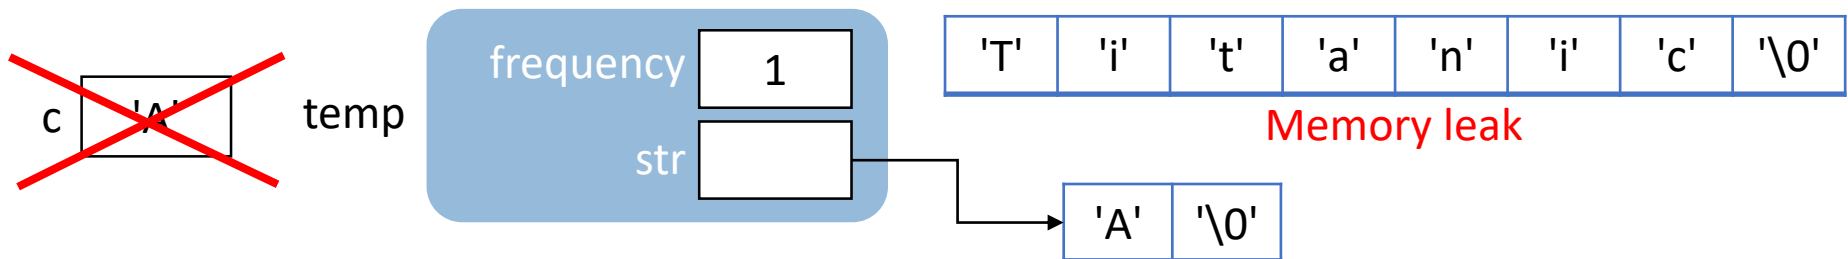 frequency 1
'T' 'i' 't' 'a' 'n' 'i' 'c' '\0'
c 'A' temp
Memory leak
str
'A' '\0'